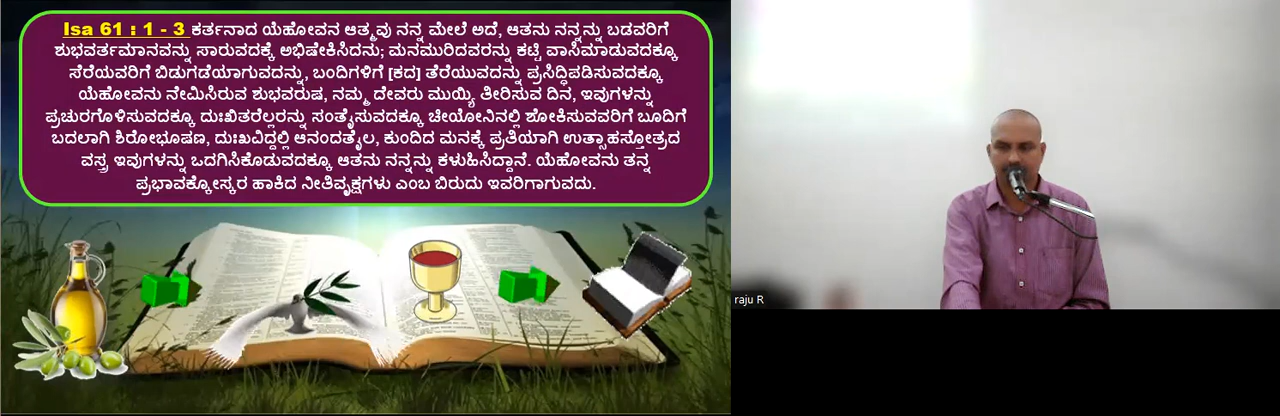 Isa 61 : 1 - 3 ಕರ್ತನಾದ ಯೆಹೋವನ ಆತ್ಮವು ನನ್ನ ಮೇಲೆ ಅದೆ, ಆತನು ನನ್ನನ್ನು ಬಡವರಿಗೆ
ಶುಭವರ್ತಮಾನವನ್ನು ಸಾರುವದಕ್ಕೆ ಅಭಿಷೇಕಿಸಿದನು; ಮನಮುರಿದವರನ್ನು ಕಟ್ಟಿ ವಾಸಿಮಾಡುವದಕ್ಕೂ
ಸೆರೆಯವರಿಗೆ ಬಿಡುಗಡೆಯಾಗುವದನ್ನು, ಬಂದಿಗಳಿಗೆ [ಕದ] ತೆರೆಯುವದನ್ನು ಪ್ರಸಿದ್ಧಿಪಡಿಸುವದಕ್ಕೂ
ಯೆಹೋವನು ನೇಮಿಸಿರುವ ಶುಭವರುಷ, ನಮ್ಮ ದೇವರು ಮುಯ್ಯಿ ತೀರಿಸುವ ದಿನ, ಇವುಗಳನ್ನು
ಪ್ರಚುರಗೊಳಿಸುವದಕ್ಕೂ ದುಃಖಿತರೆಲ್ಲರನ್ನು ಸಂತೈಸುವದಕ್ಕೂ ಚೀಯೋನಿನಲ್ಲಿ ಶೋಕಿಸುವವರಿಗೆ ಬೂದಿಗೆ
ಬದಲಾಗಿ ಶಿರೋಭೂಷಣ, ದುಃಖವಿದ್ದಲ್ಲಿ ಆನಂದತೈಲ, ಕುಂದಿದ ಮನಕ್ಕೆ ಪ್ರತಿಯಾಗಿ ಉತ್ಸಾಹಸ್ತೋತ್ರದ
ವಸ್ತ್ರ ಇವುಗಳನ್ನು ಒದಗಿಸಿಕೊಡುವದಕ್ಕೂ ಆತನು ನನ್ನನ್ನು ಕಳುಹಿಸಿದ್ದಾನೆ. ಯೆಹೋವನು ತನ್ನ
ಪ್ರಭಾವಕ್ಕೋಸ್ಕರ ಹಾಕಿದ ನೀತಿವೃಕ್ಷಗಳು ಎಂಬ ಬಿರುದು ಇವರಿಗಾಗುವದು.
raju R